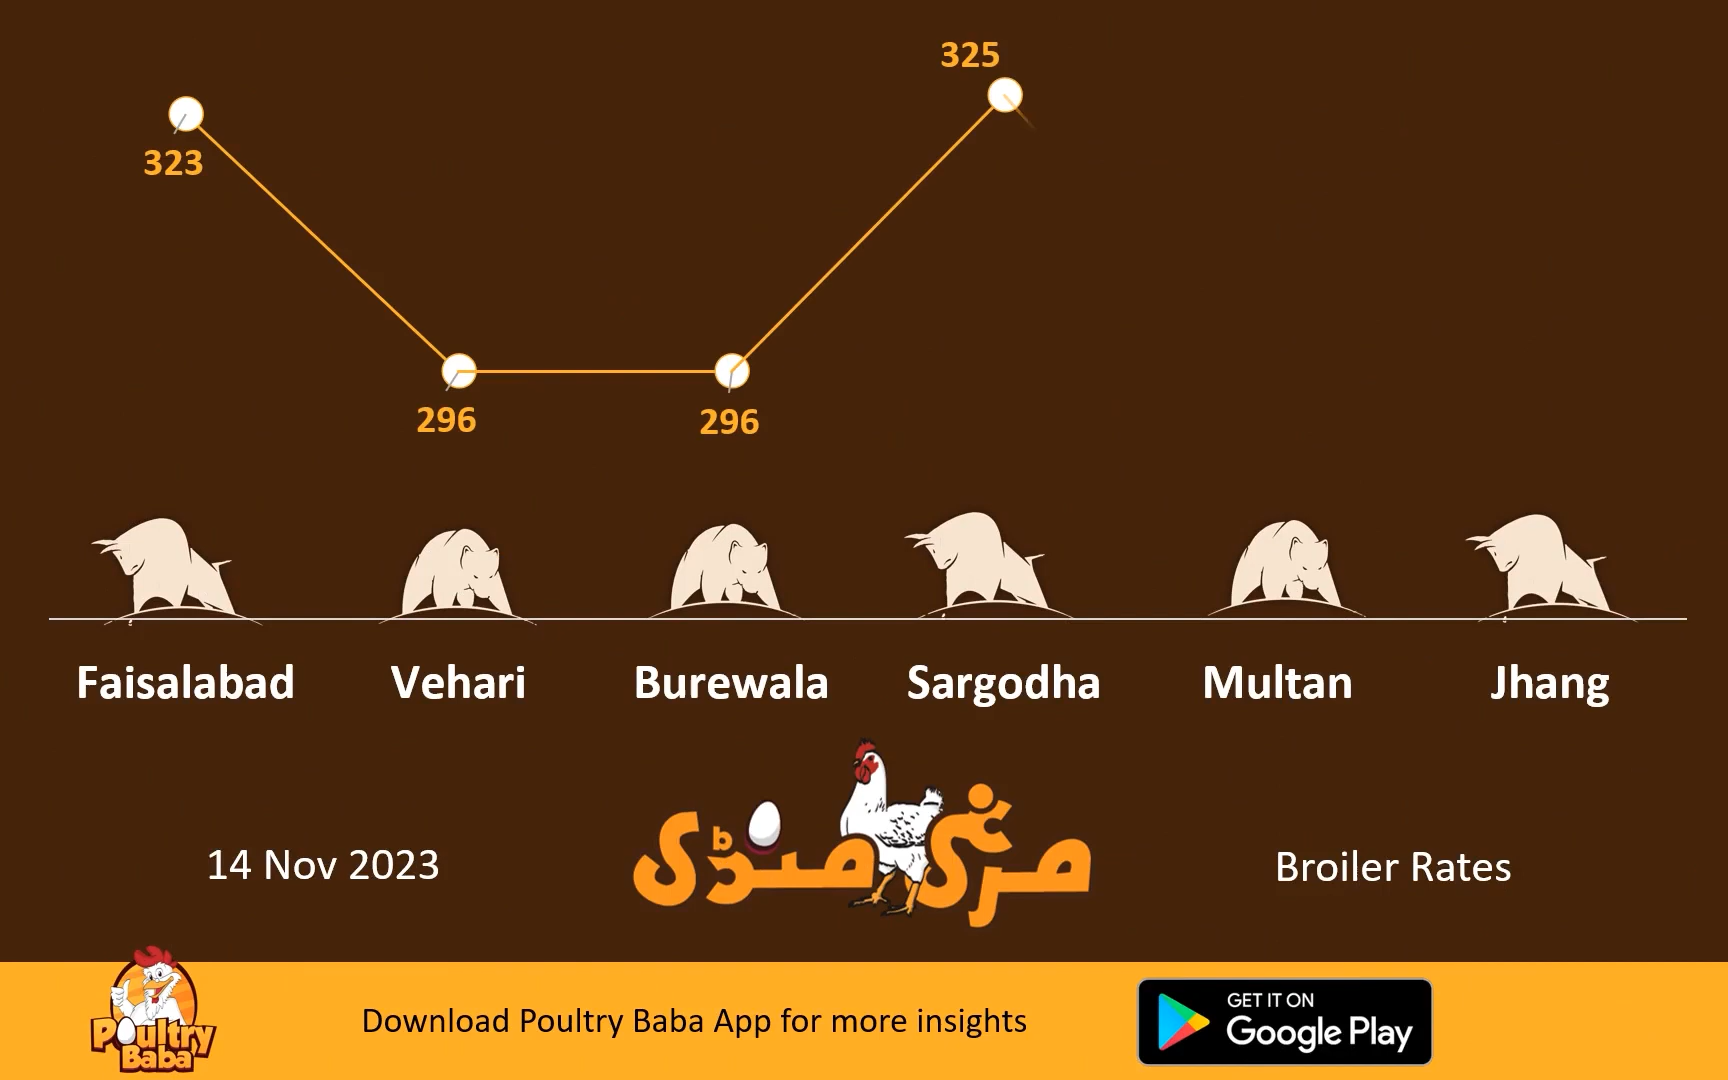 325
323
296
296
Faisalabad
Vehari
Burewala
Sargodha
Multan
Jhang
مرغی منڈی
14 Nov 2023
Broiler Rates
Poultry
Baba
Download Poultry Baba App for more insights
GET IT ON
Google Play